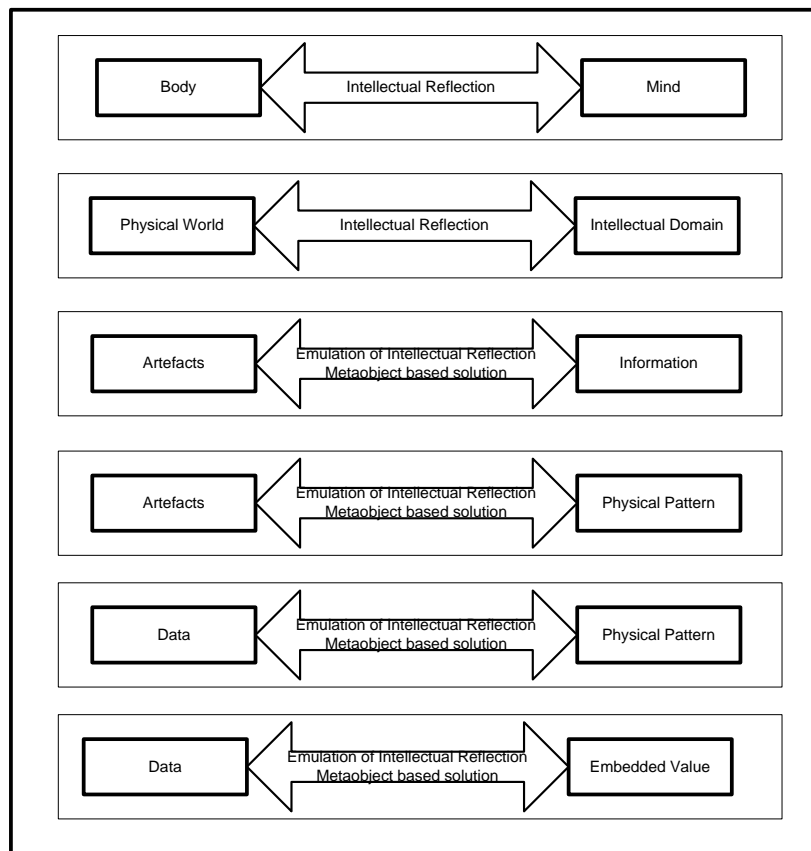 Body
Intellectual Reflection
Mind
Physical World
Intellectual Reflection
Intellectual Domain
Artefacts
Emulation of Intellectual Reflection
Metaobject based solution
Information
Artefacts
Emulation of Intellectual Reflection
Metaobject based solution
Physical Pattern
Data
Emulation of Intellectual Reflection
Metaobject based solution
Physical Pattern
Data
Emulation of Intellectual Reflection
Metaobject based solution
Embedded Value